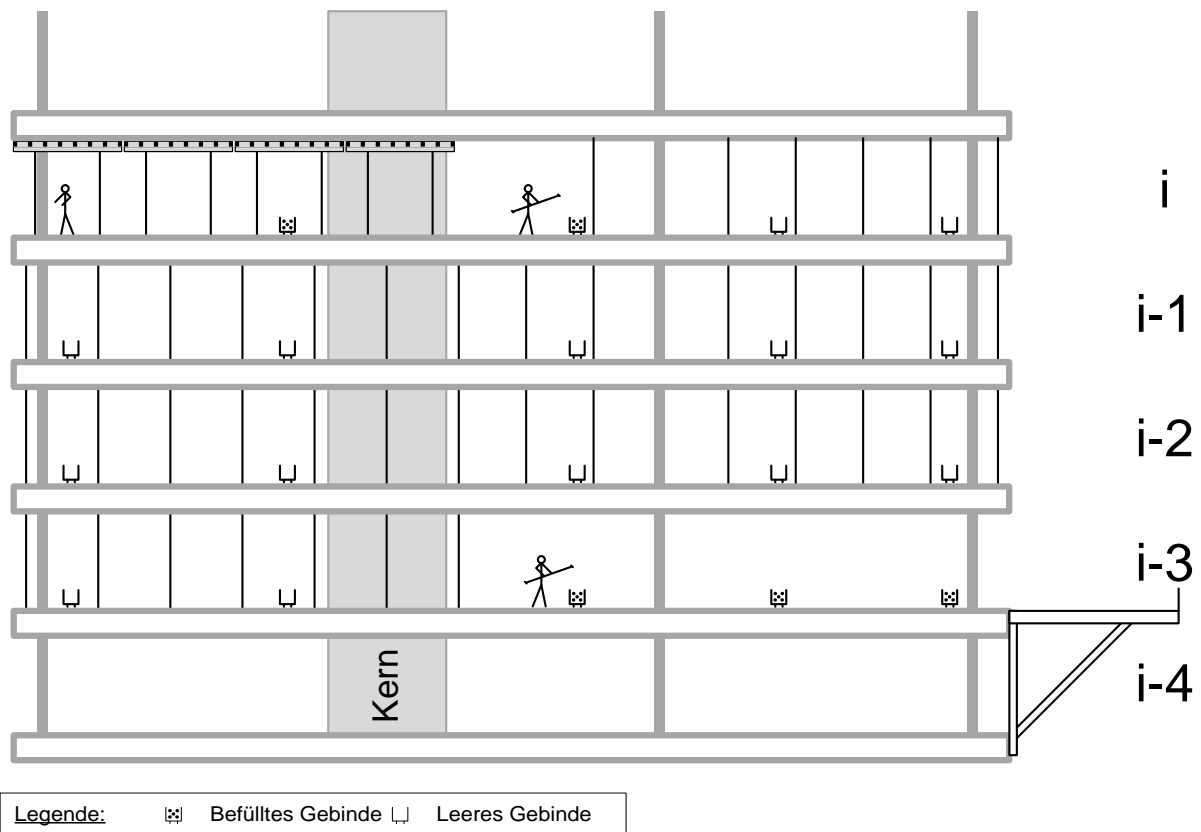 i
i-1
i-2
i-3
i-4
Kern
Legende: Befülltes Gebinde Leeres Gebinde